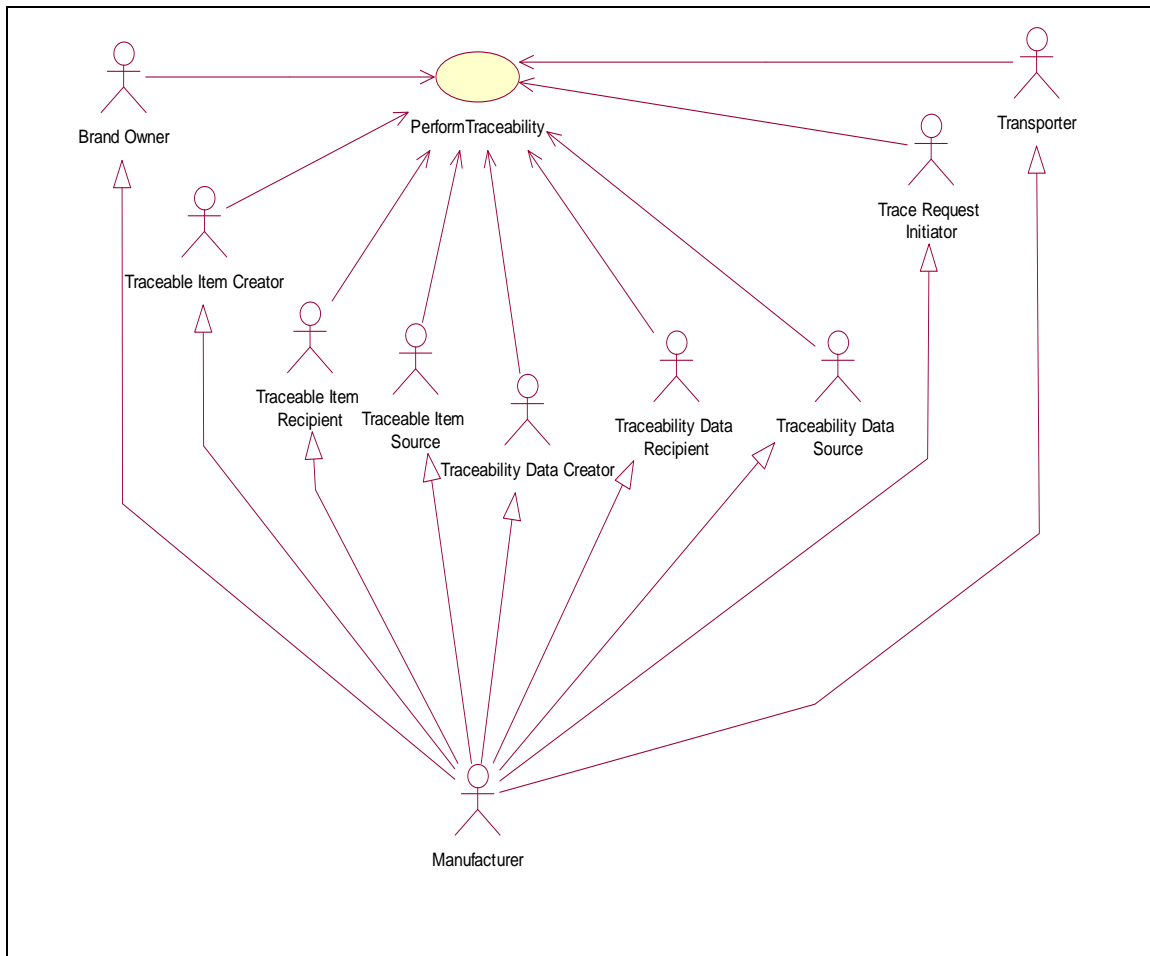 PerformTraceability
Brand Owner
Transporter
Trace Request
Initiator
Traceable Item Creator
Traceable Item
Recipient
Traceable Item
Source
Traceability Data Creator
Traceability Data
Recipient
Traceability Data
Source
Manufacturer